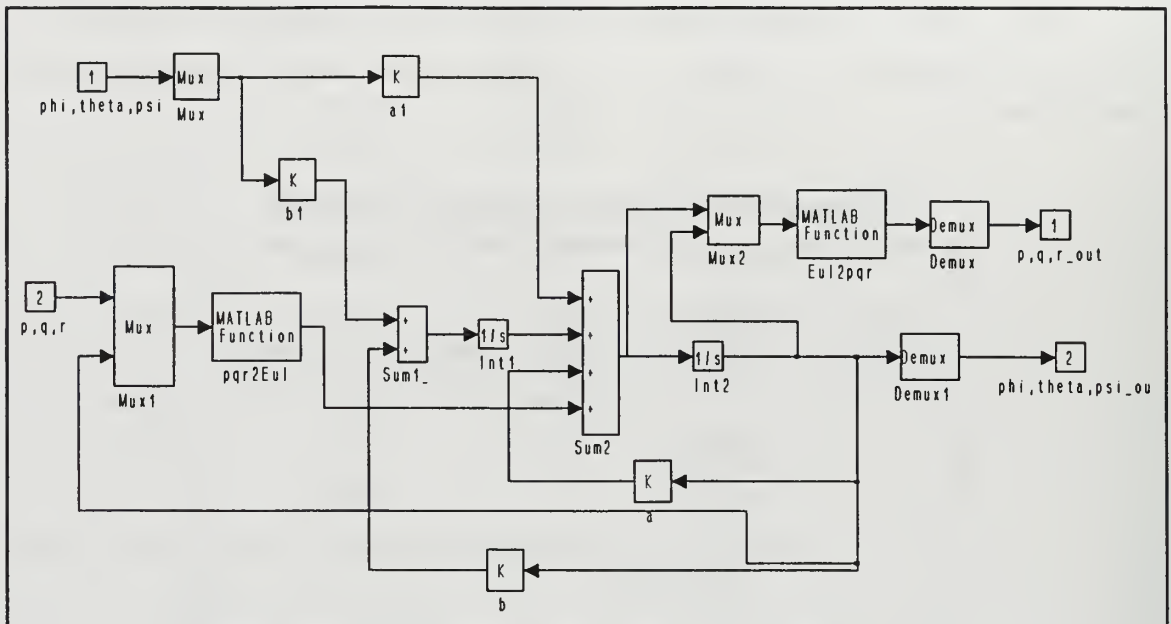 1
Mux
phi,theta,psi
Mux
K
a1
K
b1
2
p,q,r
Mux
Mux1
MATLAB
Function
pqr2Eul
+
+
Sum1_
1/s
Int1
+
+
+
+
Sum2
Mux
Mux2
MATLAB
Function
Eul2pqr
Demux
Demux
1
p,q,r_out
1/s
Int2
Demux
Demux1
2
phi,theta,psi_ou
K
a
K
b